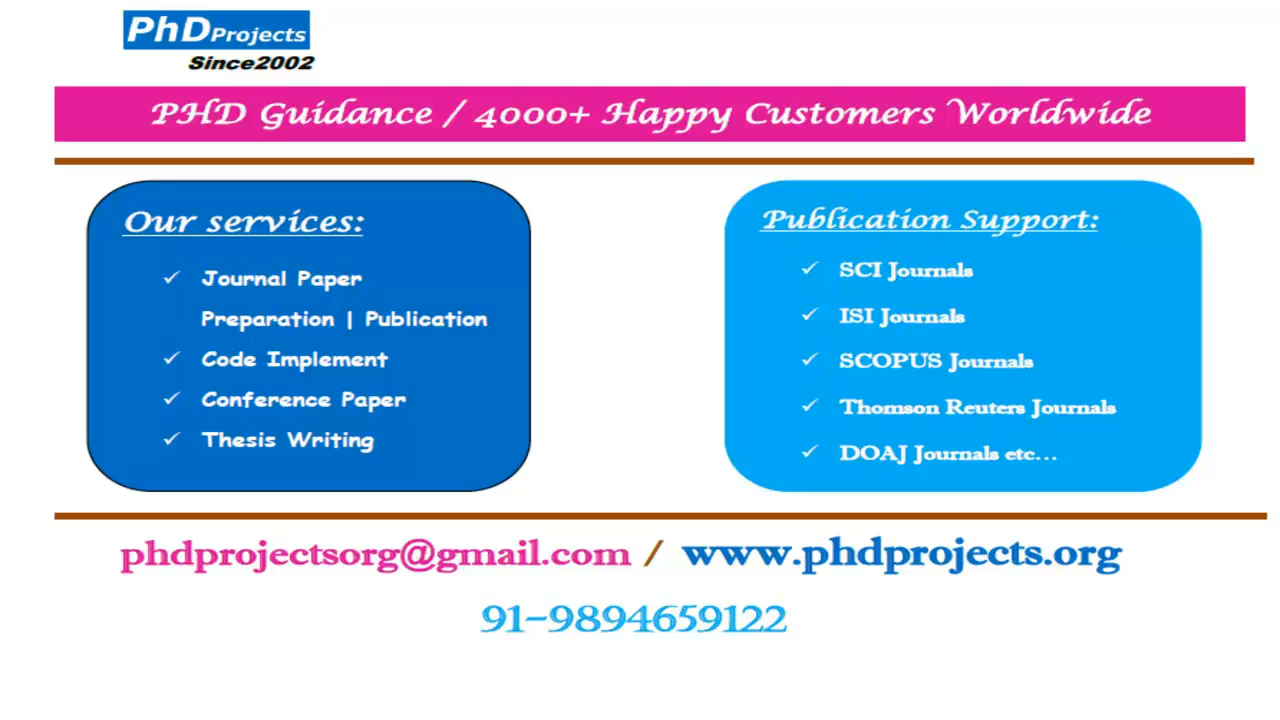 PhDProjects
Since2002
PHD Guidance / 4000+ Happy Customers Worldwide
Our services:
✓ Journal Paper
Preparation | Publication
✓ Code Implement
✓ Conference Paper
✓ Thesis Writing
Publication Support:
✓ SCI Journals
✓ ISI Journals
✓ SCOPUS Journals
✓ Thomson Reuters Journals
✓ DOAJ Journals etc...
phdprojectsorg@gmail.com / www.phdprojects.org
91-9894659122